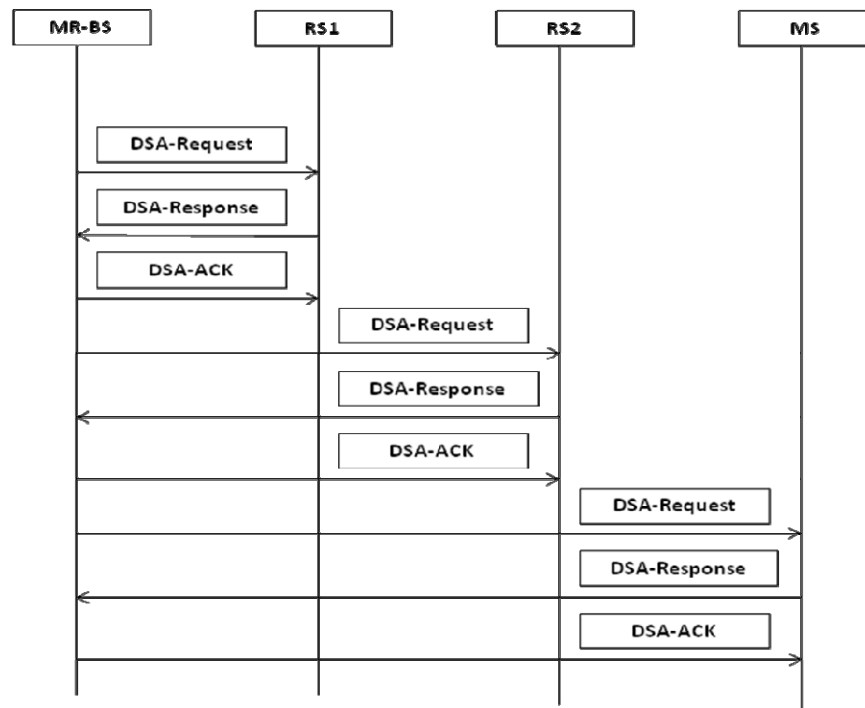 MR-BS
RS1
RS2
MS
DSA-Request
DSA-Response
DSA-ACK
DSA-Request
DSA-Response
DSA-ACK
DSA-Request
DSA-Response
DSA-ACK